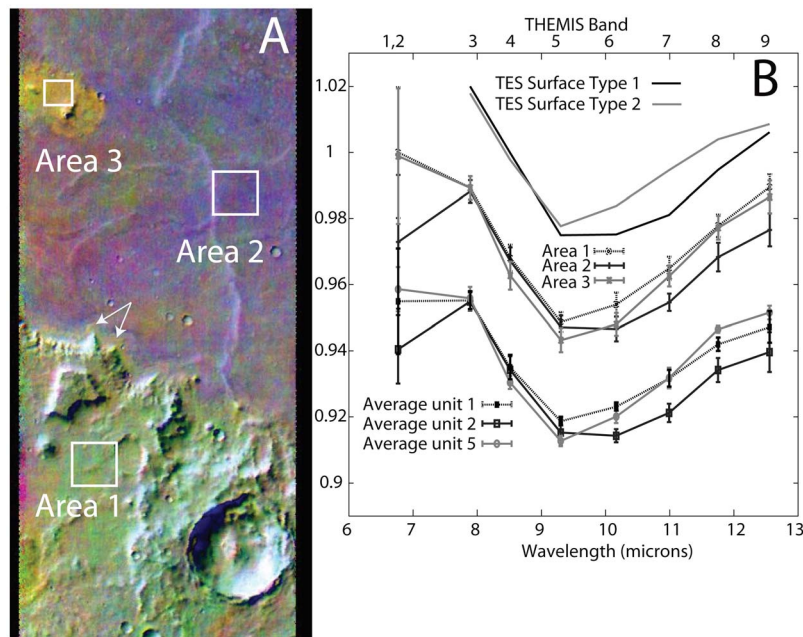 A
Area 3
Area 2
Area 1
THEMIS Band
1,2 3 4 5 6 7 8 9
B
TES Surface Type 1
TES Surface Type 2
Area 1
Area 2
Area 3
Average unit 1
Average unit 2
Average unit 5
1.02
1
0.98
0.96
0.94
0.92
0.9
6 7 8 9 10 11 12 13
Wavelength (microns)